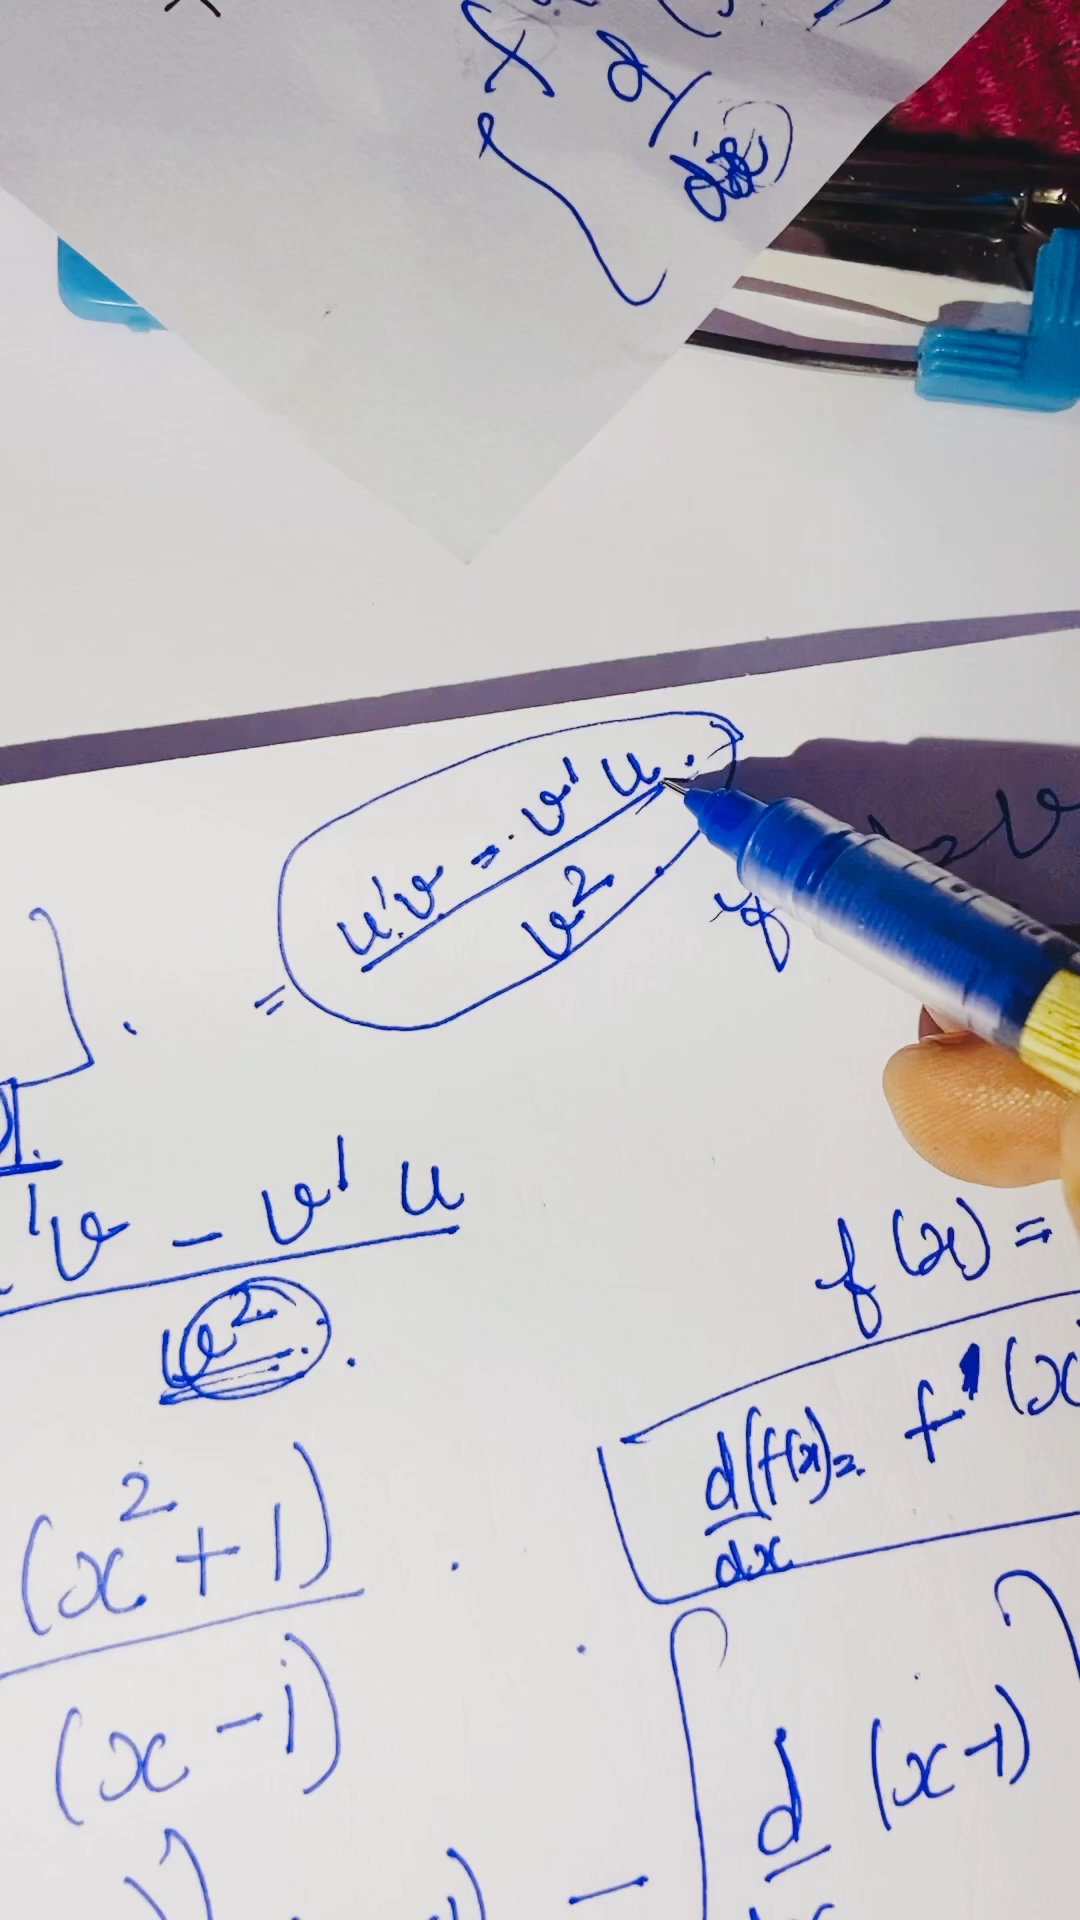 d/dx
= u'v - v'u / v²
'v - v' u / v²
f(x) =
d/dx (f(x)) = f'(x
(x² + 1) / (x - 1)
d (x-1)